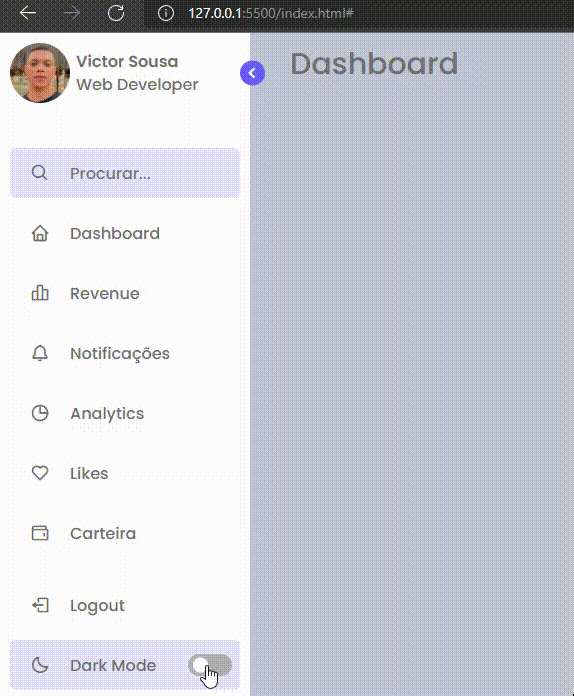 127.0.0.1:5500/index.html#
Victor Sousa
Web Developer
Dashboard
Procurar...
Dashboard
Revenue
Notificações
Analytics
Likes
Carteira
Logout
Dark Mode